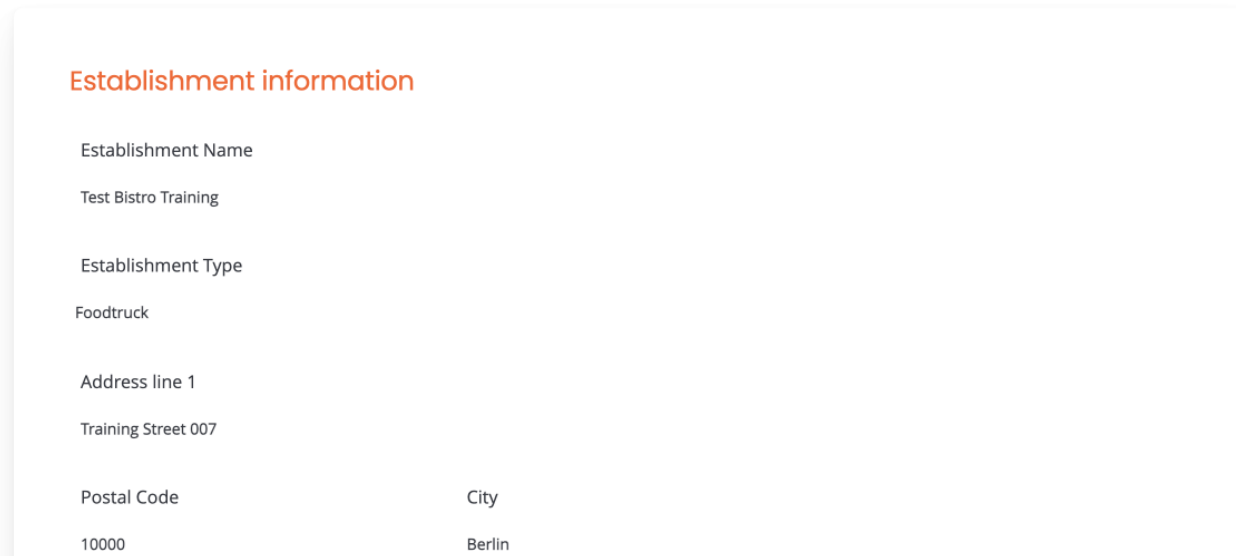 Establishment information
Establishment Name
Test Bistro Training
Establishment Type
Foodtruck
Address line 1
Training Street 007
Postal Code City
10000 Berlin